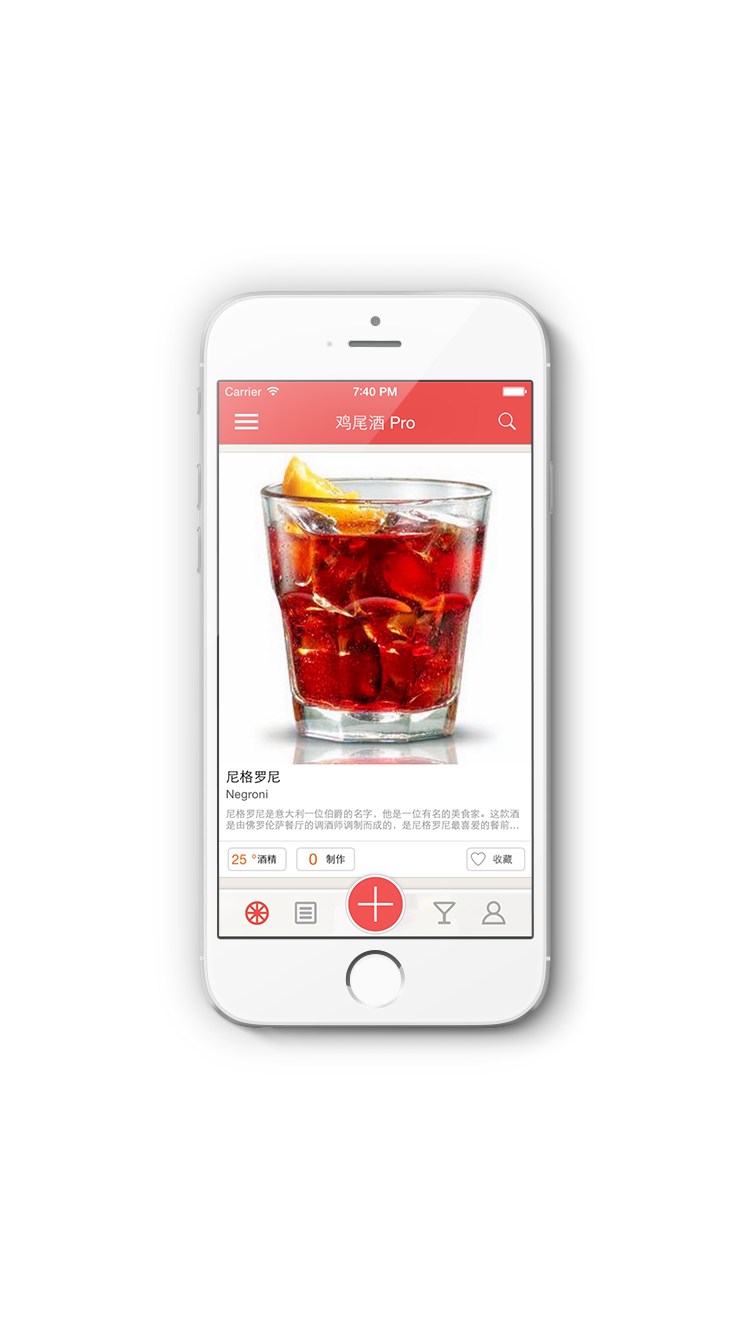 Carrier 7:40 PM
鸡尾酒 Pro
尼格罗尼
Negroni
尼格罗尼是意大利一位伯爵的名字，他是一位有名的美食家。这款酒
是由佛罗伦萨餐厅的调酒师调制而成的，是尼格罗尼最喜爱的餐前...
25 °酒精 0 制作 收藏